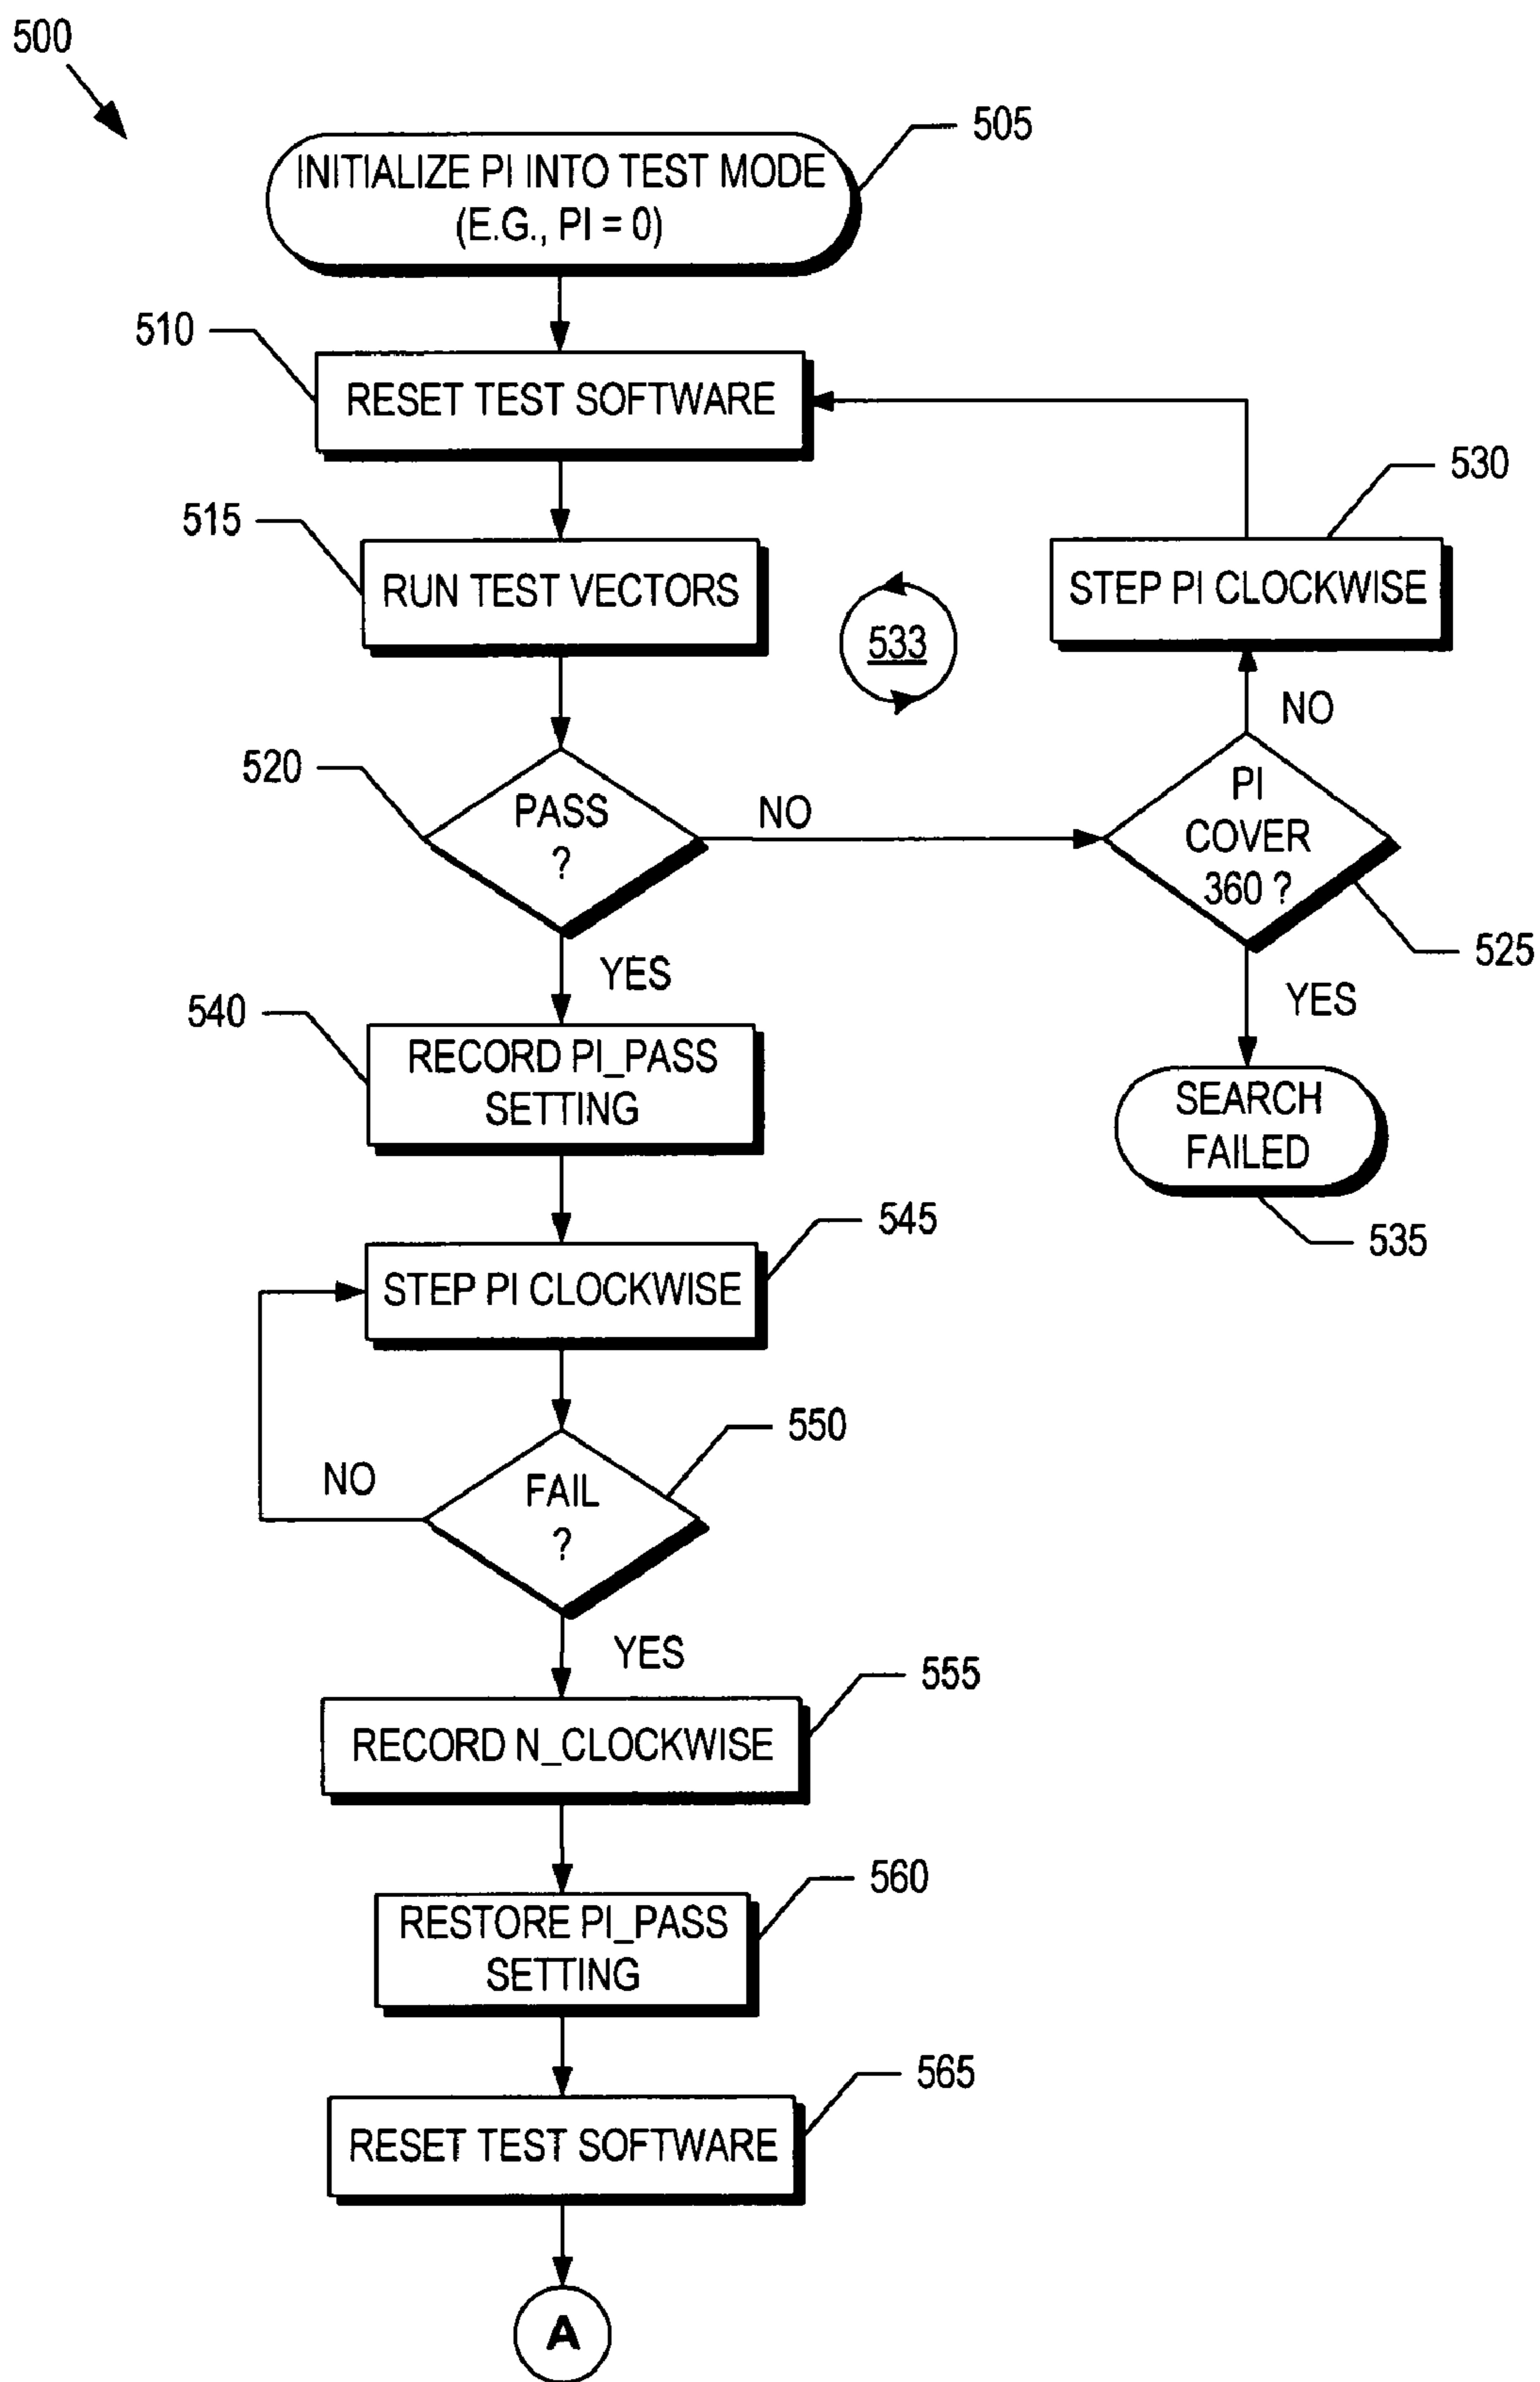 500
505
INITIALIZE PI INTO TEST MODE
(E.G., PI = 0)
510
RESET TEST SOFTWARE
530
515
RUN TEST VECTORS
STEP PI CLOCKWISE
533
NO
520
PASS
?
NO
PI
COVER
360 ?
525
YES
YES
540
RECORD PI_PASS
SETTING
SEARCH
FAILED
535
545
STEP PI CLOCKWISE
550
NO
FAIL
?
YES
555
RECORD N_CLOCKWISE
560
RESTORE PI_PASS
SETTING
565
RESET TEST SOFTWARE
A